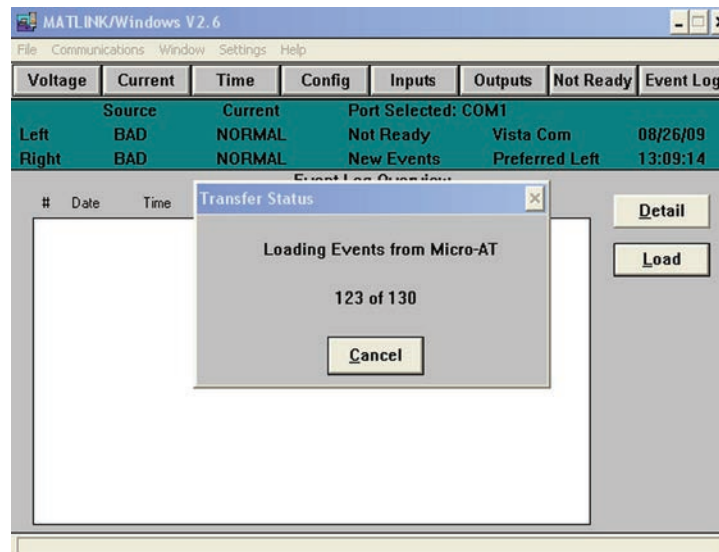 MATLINK/Windows V2.6
File Communications Window Settings Help
Voltage Current Time Config Inputs Outputs Not Ready Event Log
Source Current Port Selected: COM1
Left BAD NORMAL Not Ready Vista Com 08/26/09
Right BAD NORMAL New Events Preferred Left 13:09:14
Event Log Overview
# Date Time
Transfer Status
Detail
Loading Events from Micro-AT
Load
123 of 130
Cancel